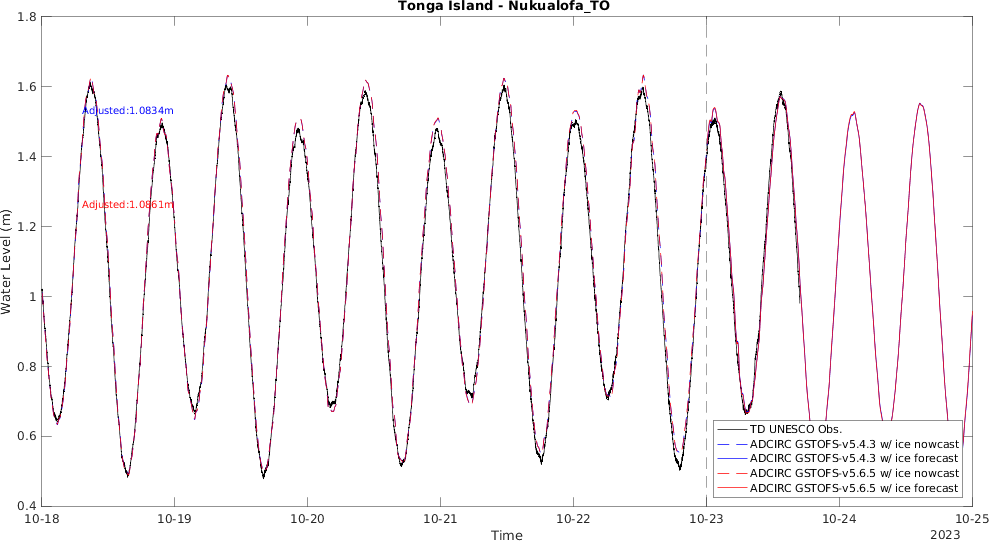 Tonga Island - Nukualofa_TO
1.8
1.6
1.4
1.2
1
0.8
0.6
0.4
Water Level (m)
Adjusted:1.0834m
Adjusted:1.0861m
TD UNESCO Obs.
ADCIRC GSTOFS-v5.4.3 w/ ice nowcast
ADCIRC GSTOFS-v5.4.3 w/ ice forecast
ADCIRC GSTOFS-v5.6.5 w/ ice nowcast
ADCIRC GSTOFS-v5.6.5 w/ ice forecast
10-18 10-19 10-20 10-21 10-22 10-23 10-24 10-25
Time
2023